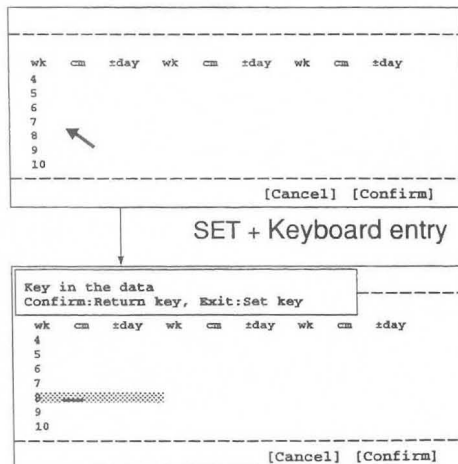 wk cm ±day wk cm ±day wk cm ±day
4
5
6
7
8
9
10
[Cancel] [Confirm]
SET + Keyboard entry
Key in the data
Confirm:Return key, Exit:Set key
wk cm ±day wk cm ±day wk cm ±day
4
5
6
7
8
9
10
[Cancel] [Confirm]